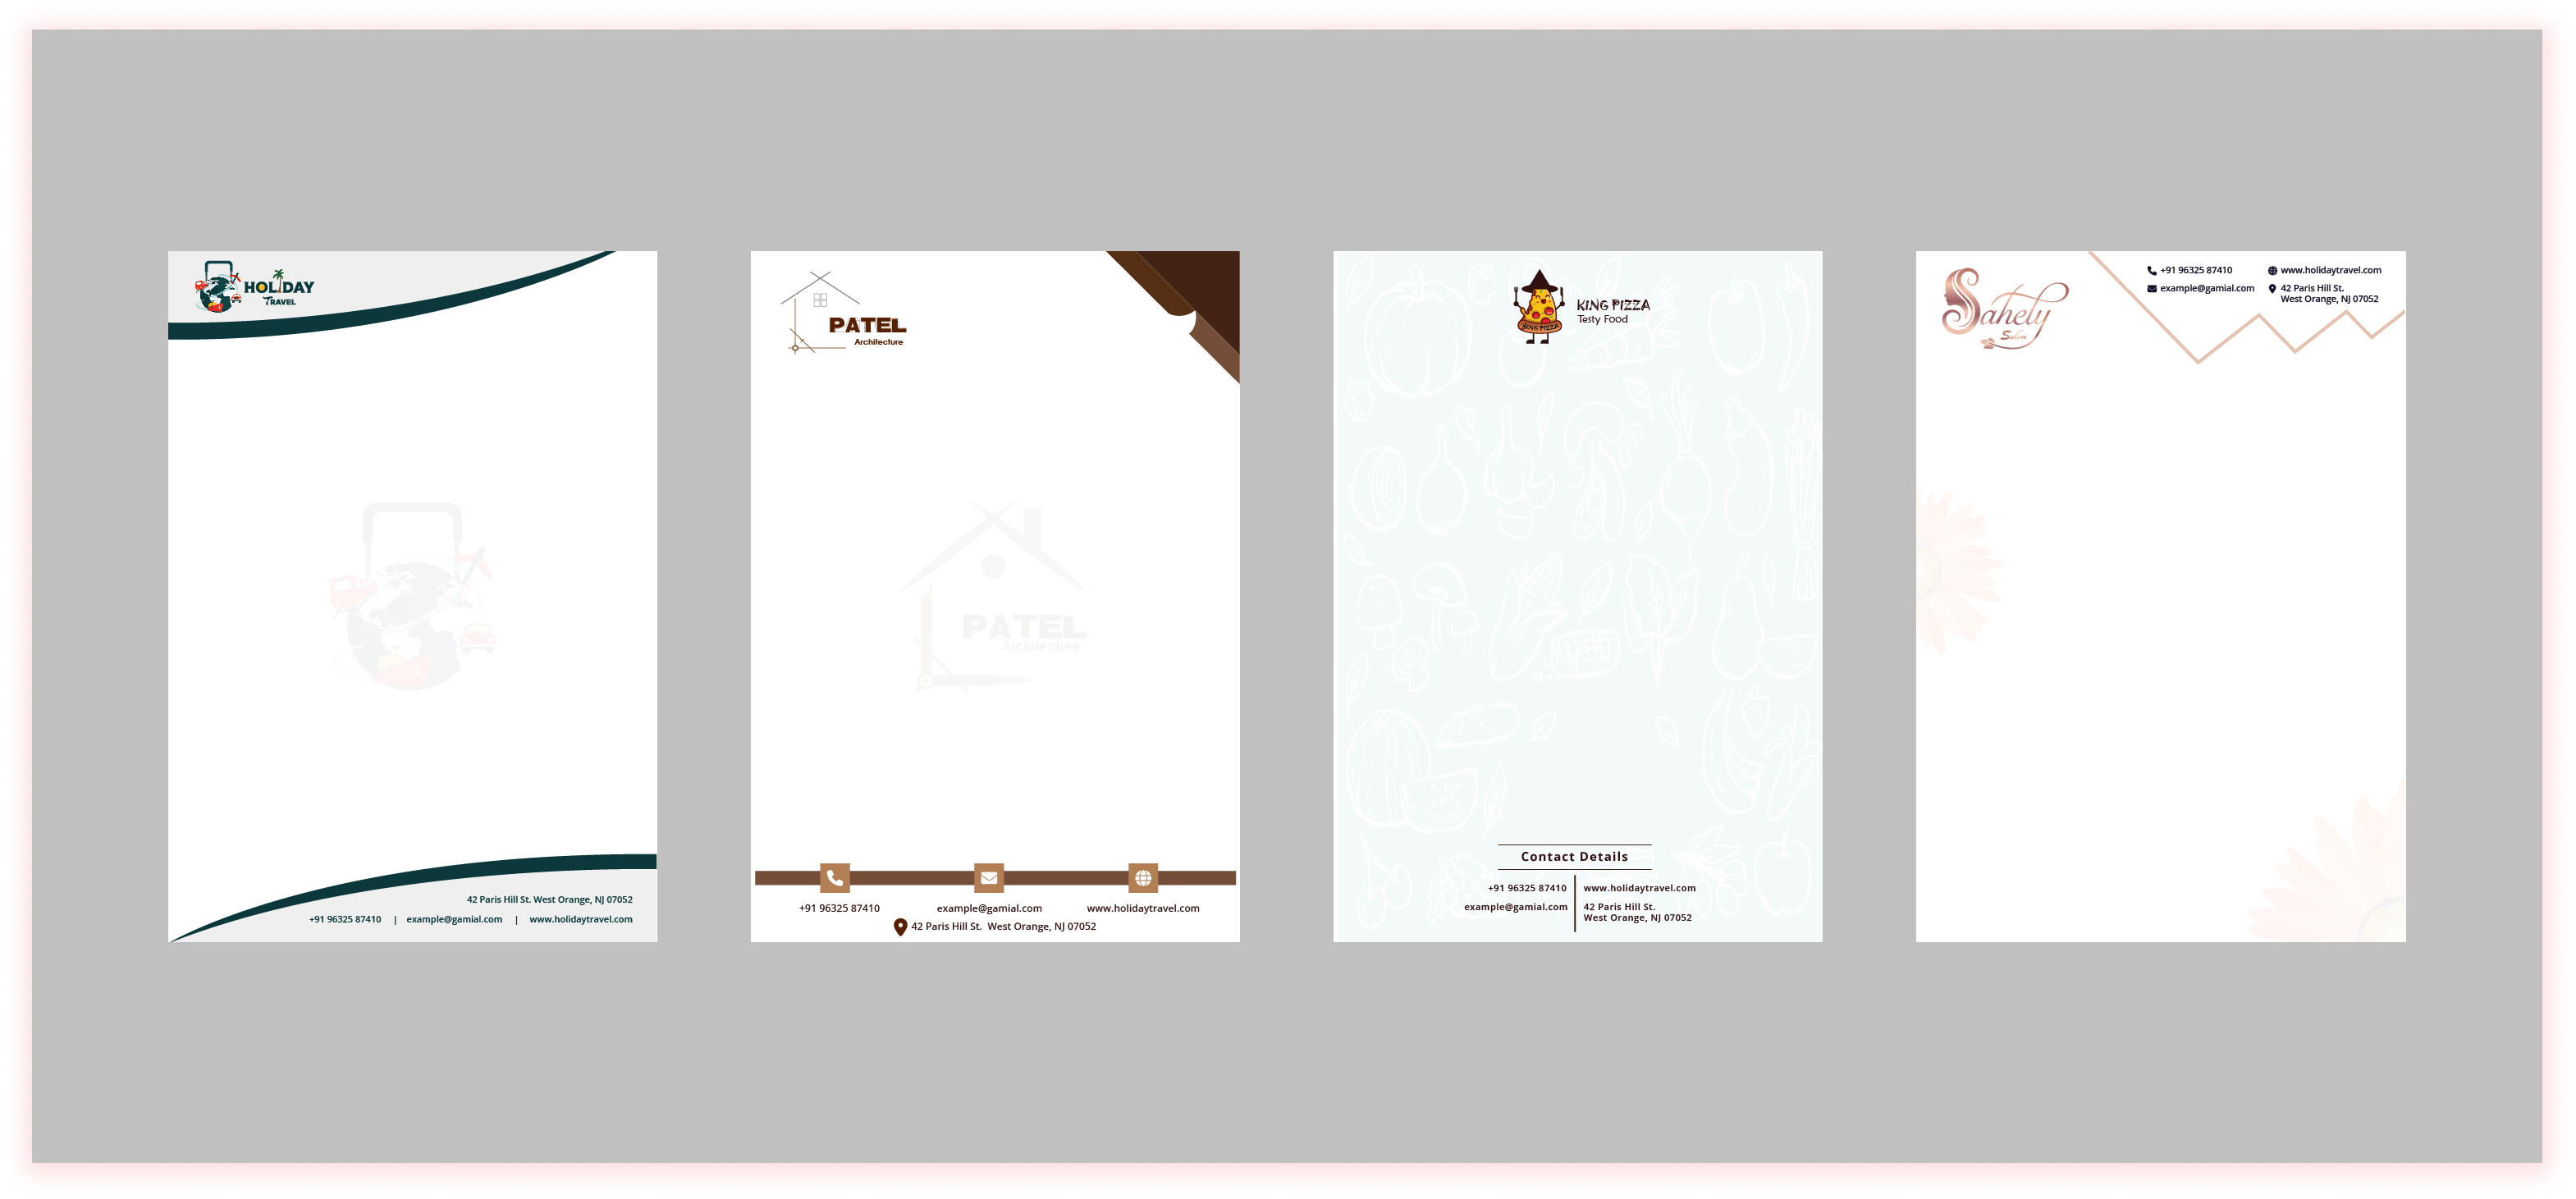 HOLIDAY
TRAVEL
42 Paris Hill St. West Orange, NJ 07052
+91 96325 87410 | example@gamial.com | www.holidaytravel.com
PATEL
Architecture
PATEL
Architecture
+91 96325 87410 example@gamial.com www.holidaytravel.com
42 Paris Hill St. West Orange, NJ 07052
KING PIZZA
KING PIZZA
Testy Food
Contact Details
+91 96325 87410 www.holidaytravel.com
example@gamial.com 42 Paris Hill St.
West Orange, NJ 07052
Sahely
Salon
+91 96325 87410 www.holidaytravel.com
example@gamial.com 42 Paris Hill St.
West Orange, NJ 07052